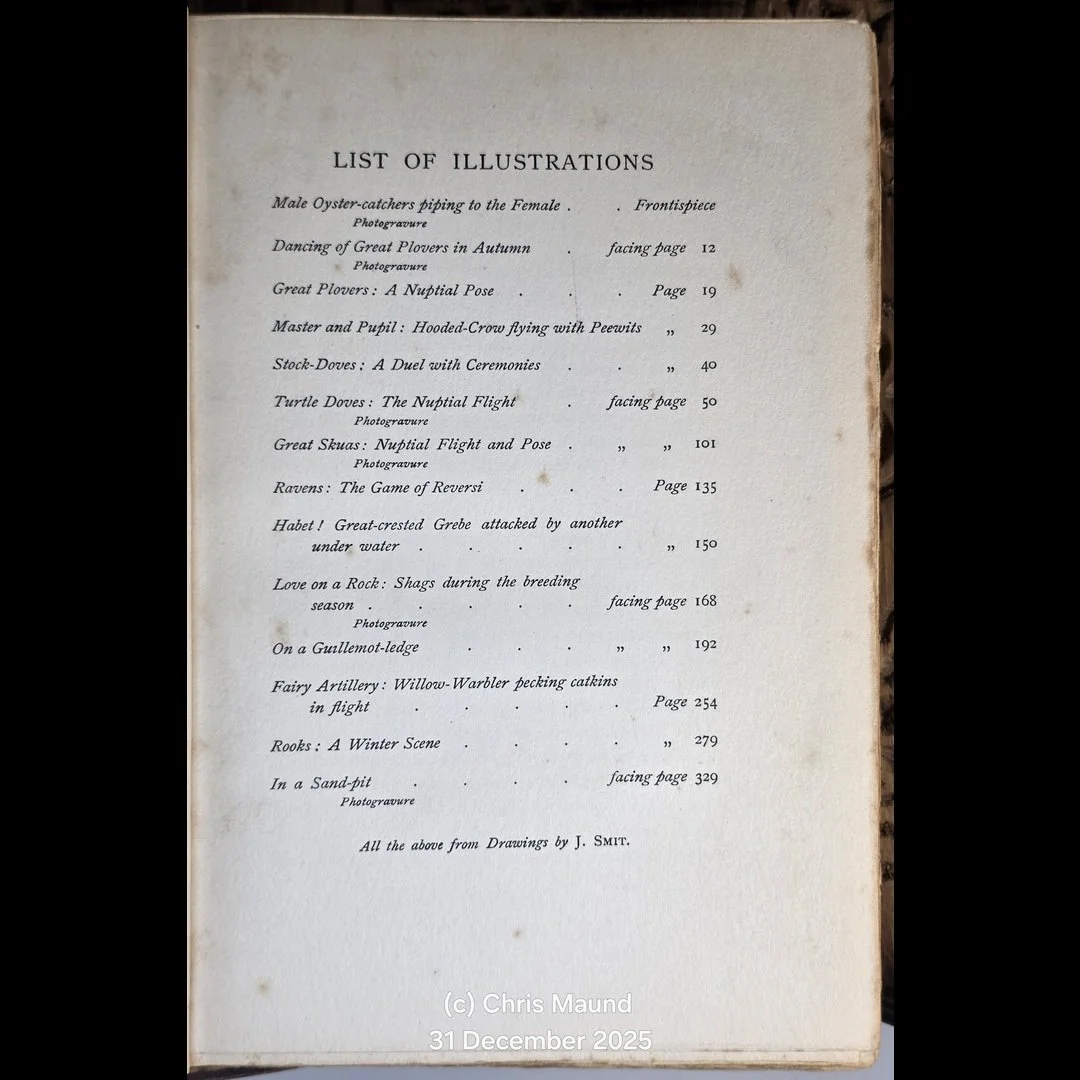 LIST OF ILLUSTRATIONS
Male Oyster-catchers piping to the Female . . Frontispiece
Photogravure
Dancing of Great Plovers in Autumn . facing page 12
Photogravure
Great Plovers: A Nuptial Pose . . . Page 19
Master and Pupil: Hooded-Crow flying with Peewits „ 29
Stock-Doves: A Duel with Ceremonies . . „ 40
Turtle Doves: The Nuptial Flight . facing page 50
Photogravure
Great Skuas: Nuptial Flight and Pose . „ „ 101
Photogravure
Ravens: The Game of Reversi . . . Page 135
Habet! Great-crested Grebe attacked by another
under water . . . . . „ 150
Love on a Rock: Shags during the breeding
season . . . . . facing page 168
Photogravure
On a Guillemot-ledge . . . „ „ 192
Fairy Artillery: Willow-Warbler pecking catkins
in flight . . . . . Page 254
Rooks: A Winter Scene . . . . „ 279
In a Sand-pit . . . . facing page 329
Photogravure
All the above from Drawings by J. SMIT.
(c) Chris Maund
31 December 2025